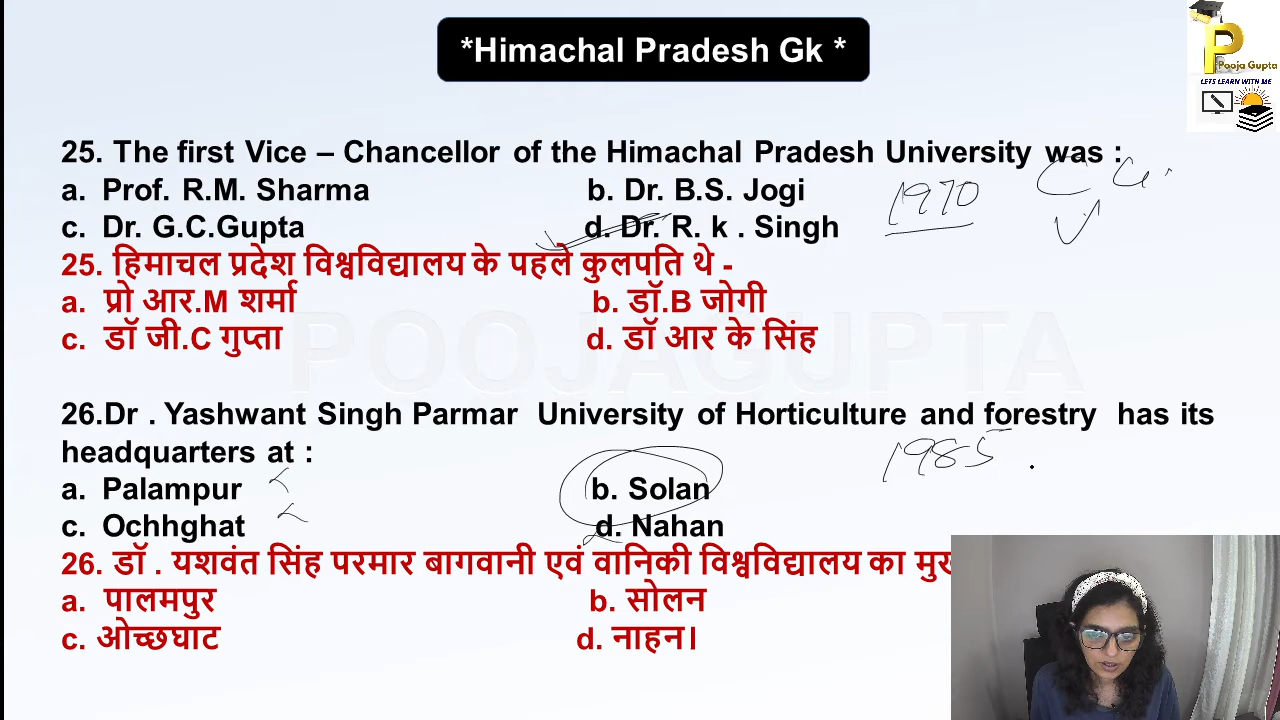 *Himachal Pradesh Gk *
P
Pooja Gupta
LETS LEARN WITH ME
25. The first Vice – Chancellor of the Himachal Pradesh University was :
a. Prof. R.M. Sharma b. Dr. B.S. Jogi
1970
c. Dr. G.C.Gupta d. Dr. R. k . Singh
25. हिमाचल प्रदेश विश्वविद्यालय के पहले कुलपति थे -
a. प्रो आर.M शर्मा b. डॉ.B जोगी
c. डॉ जी.C गुप्ता d. डॉ आर के सिंह
POOJAGUPTA
26.Dr . Yashwant Singh Parmar University of Horticulture and forestry has its
headquarters at :
1985
a. Palampur b. Solan
c. Ochhghat d. Nahan
26. डॉ . यशवंत सिंह परमार बागवानी एवं वानिकी विश्वविद्यालय का
a. पालमपुर b. सोलन
c. ओच्छघाट d. नाहन।